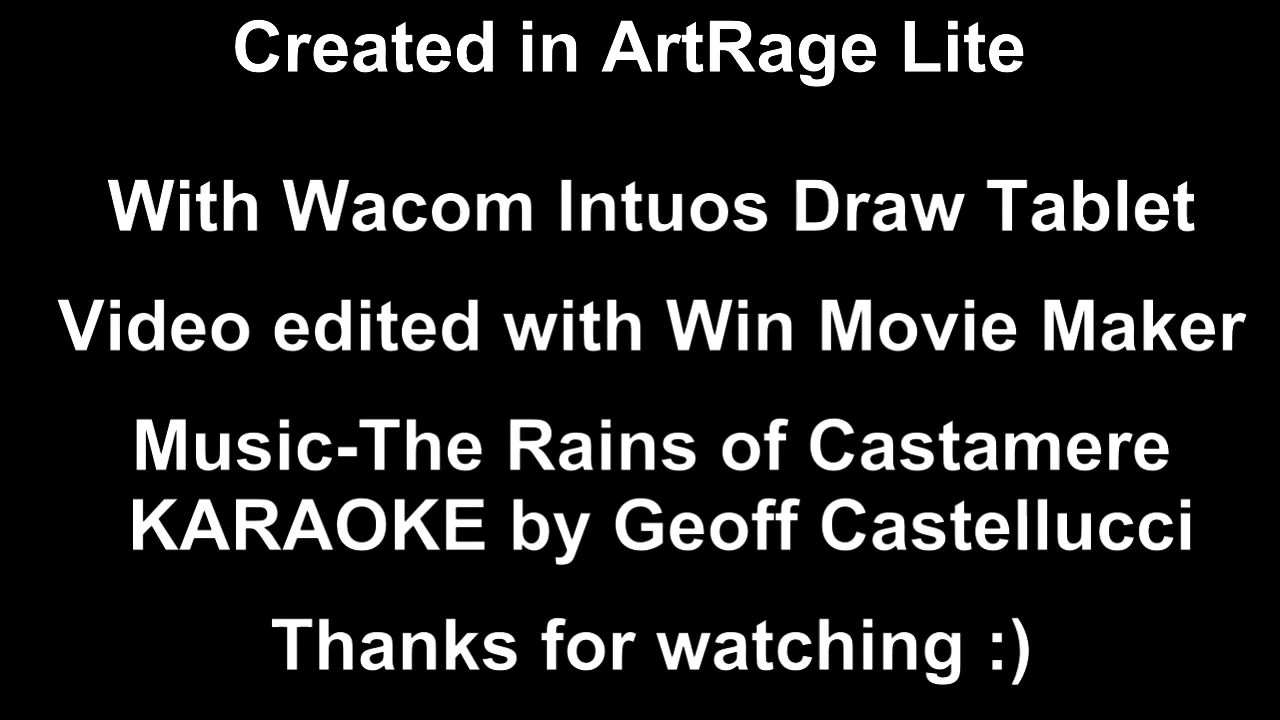 Created in ArtRage Lite
With Wacom Intuos Draw Tablet
Video edited with Win Movie Maker
Music-The Rains of Castamere
KARAOKE by Geoff Castellucci
Thanks for watching :)